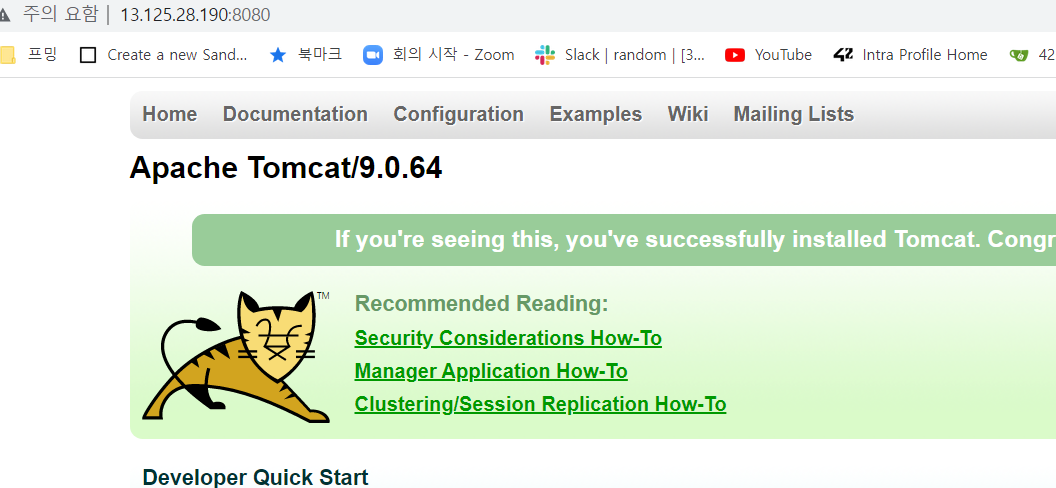 주의 요함 | 13.125.28.190:8080
프밍 Create a new Sand... 북마크 회의 시작 - Zoom Slack | random | [3... YouTube 42 Intra Profile Home 42
Home Documentation Configuration Examples Wiki Mailing Lists
Apache Tomcat/9.0.64
If you're seeing this, you've successfully installed Tomcat. Congr
TM
Recommended Reading:
Security Considerations How-To
Manager Application How-To
Clustering/Session Replication How-To
Developer Quick Start